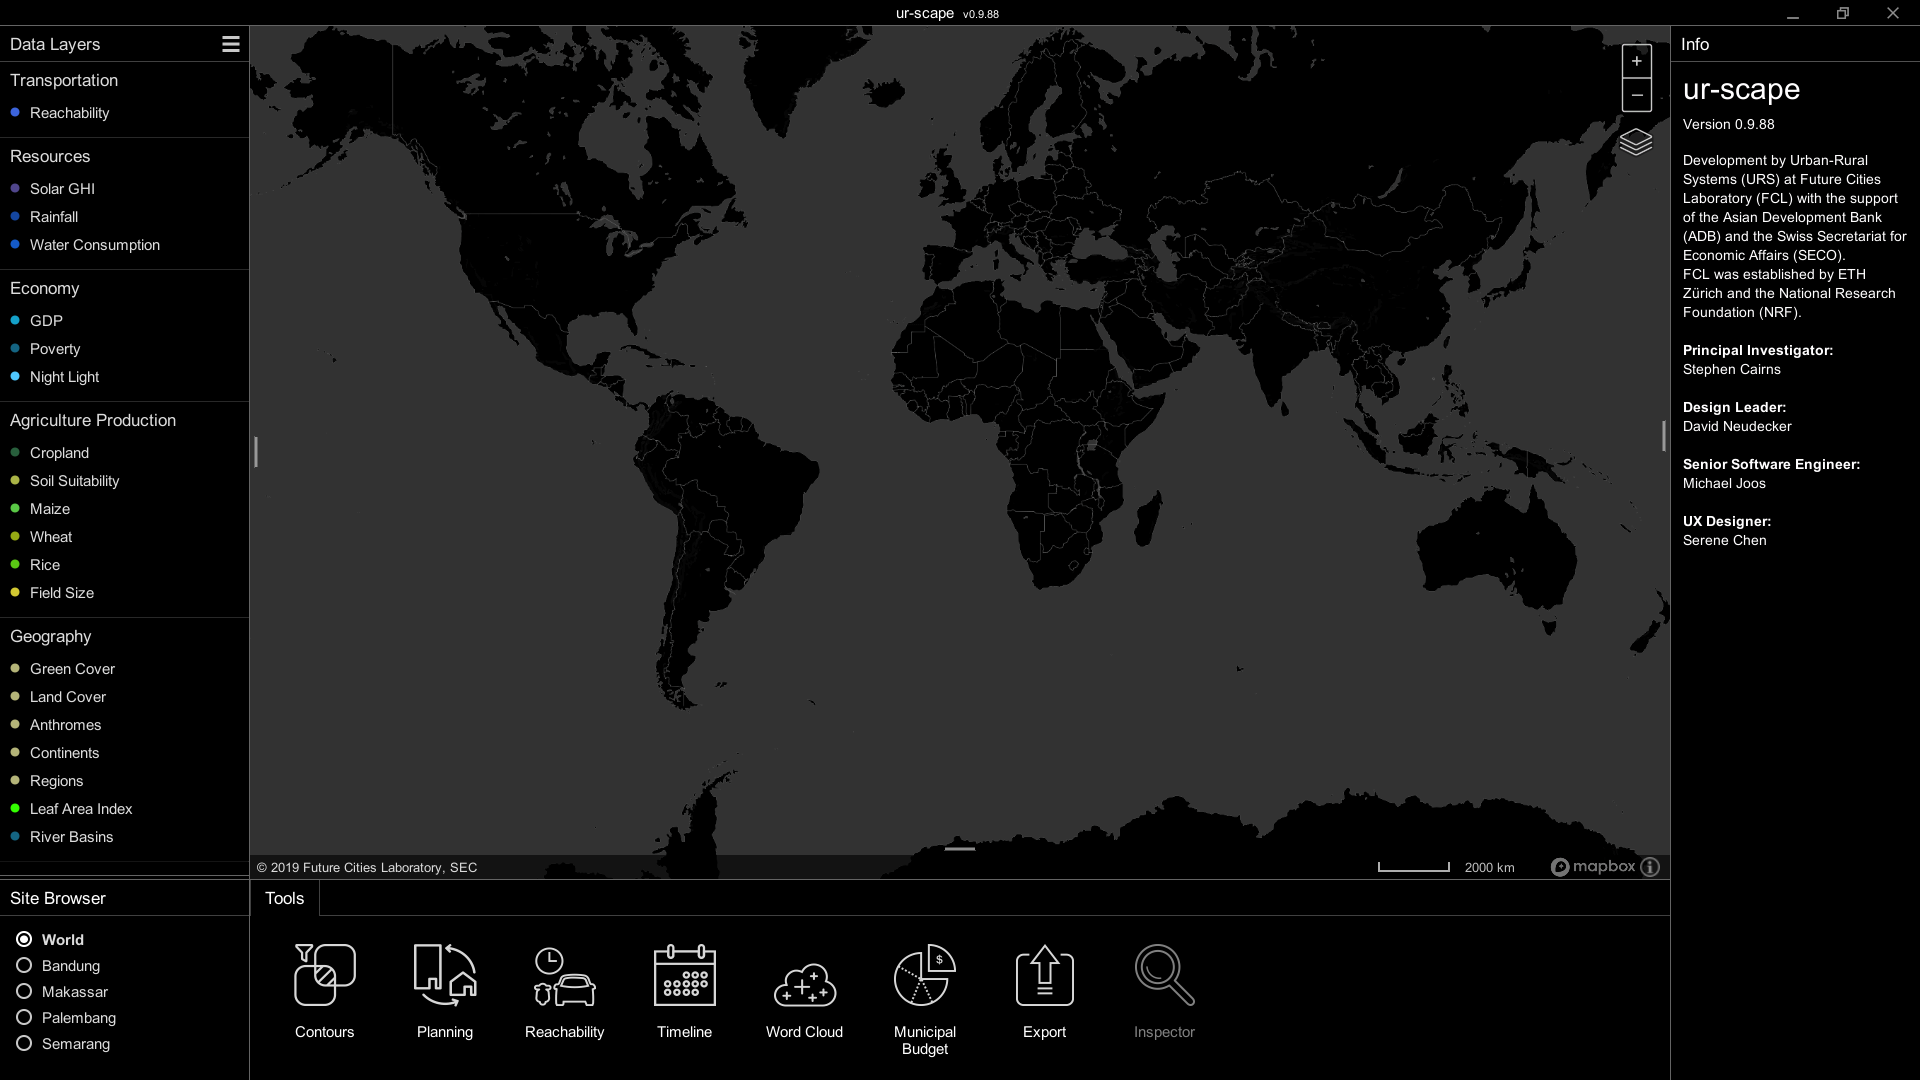 ur-scape v0.9.88
Data Layers
Transportation
Reachability
Resources
Solar GHI
Rainfall
Water Consumption
Economy
GDP
Poverty
Night Light
Agriculture Production
Cropland
Soil Suitability
Maize
Wheat
Rice
Field Size
Geography
Green Cover
Land Cover
Anthromes
Continents
Regions
Leaf Area Index
River Basins
Site Browser
World
Bandung
Makassar
Palembang
Semarang
© 2019 Future Cities Laboratory, SEC
2000 km
mapbox
Tools
Contours
Planning
Reachability
Timeline
Word Cloud
$
Municipal
Budget
Export
Inspector
Info
ur-scape
Version 0.9.88
Development by Urban-Rural
Systems (URS) at Future Cities
Laboratory (FCL) with the support
of the Asian Development Bank
(ADB) and the Swiss Secretariat for
Economic Affairs (SECO).
FCL was established by ETH
Zürich and the National Research
Foundation (NRF).
Principal Investigator:
Stephen Cairns
Design Leader:
David Neudecker
Senior Software Engineer:
Michael Joos
UX Designer:
Serene Chen